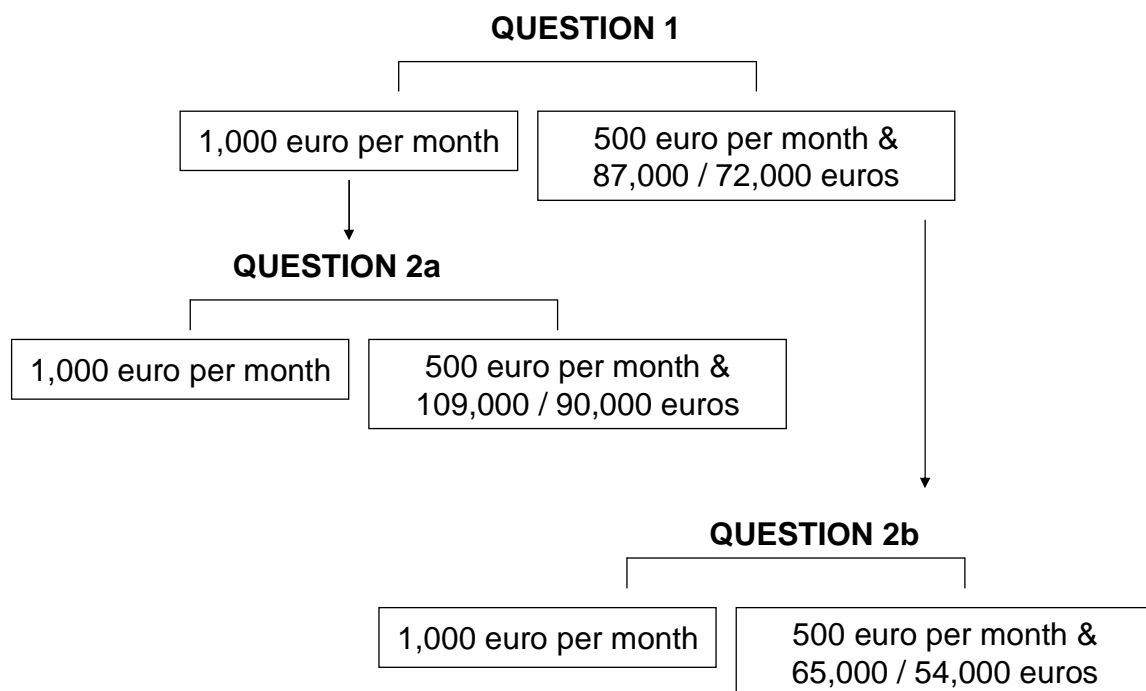 QUESTION 1
1,000 euro per month
500 euro per month &
87,000 / 72,000 euros
QUESTION 2a
1,000 euro per month
500 euro per month &
109,000 / 90,000 euros
QUESTION 2b
1,000 euro per month
500 euro per month &
65,000 / 54,000 euros